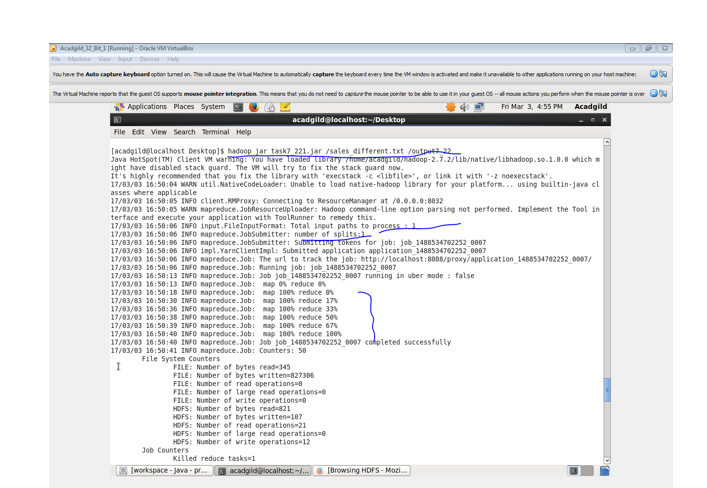 Acadgild_32_Bit_1 [Running] - Oracle VM VirtualBox
File Machine View Input Devices Help
You have the Auto capture keyboard option turned on. This will cause the Virtual Machine to automatically capture the keyboard every time the VM window is activated and make it unavailable to other applications running on your host machine:
The Virtual Machine reports that the guest OS supports mouse pointer integration. This means that you do not need to capture the mouse pointer to be able to use it in your guest OS -- all mouse actions you perform when the mouse pointer is over
Applications Places System Fri Mar 3, 4:55 PM Acadgild
acadgild@localhost:~/Desktop
File Edit View Search Terminal Help
[acadgild@localhost Desktop]$ hadoop jar task7_221.jar /sales_different.txt /output7_22
Java HotSpot(TM) Client VM warning: You have loaded library /home/acadgild/hadoop-2.7.2/lib/native/libhadoop.so.1.0.0 which m
ight have disabled stack guard. The VM will try to fix the stack guard now.
It's highly recommended that you fix the library with 'execstack -c <libfile>', or link it with '-z noexecstack'.
17/03/03 16:50:04 WARN util.NativeCodeLoader: Unable to load native-hadoop library for your platform... using builtin-java cl
asses where applicable
17/03/03 16:50:05 INFO client.RMProxy: Connecting to ResourceManager at /0.0.0.0:8032
17/03/03 16:50:05 WARN mapreduce.JobResourceUploader: Hadoop command-line option parsing not performed. Implement the Tool in
terface and execute your application with ToolRunner to remedy this.
17/03/03 16:50:06 INFO input.FileInputFormat: Total input paths to process : 1
17/03/03 16:50:06 INFO mapreduce.JobSubmitter: number of splits:1
17/03/03 16:50:06 INFO mapreduce.JobSubmitter: Submitting tokens for job: job_1488534702252_0007
17/03/03 16:50:06 INFO impl.YarnClientImpl: Submitted application application_1488534702252_0007
17/03/03 16:50:06 INFO mapreduce.Job: The url to track the job: http://localhost:8088/proxy/application_1488534702252_0007/
17/03/03 16:50:06 INFO mapreduce.Job: Running job: job_1488534702252_0007
17/03/03 16:50:13 INFO mapreduce.Job: Job job_1488534702252_0007 running in uber mode : false
17/03/03 16:50:13 INFO mapreduce.Job: map 0% reduce 0%
17/03/03 16:50:18 INFO mapreduce.Job: map 100% reduce 0%
17/03/03 16:50:30 INFO mapreduce.Job: map 100% reduce 17%
17/03/03 16:50:36 INFO mapreduce.Job: map 100% reduce 33%
17/03/03 16:50:38 INFO mapreduce.Job: map 100% reduce 50%
17/03/03 16:50:39 INFO mapreduce.Job: map 100% reduce 67%
17/03/03 16:50:40 INFO mapreduce.Job: map 100% reduce 100%
17/03/03 16:50:40 INFO mapreduce.Job: Job job_1488534702252_0007 completed successfully
17/03/03 16:50:41 INFO mapreduce.Job: Counters: 50
File System Counters
FILE: Number of bytes read=345
FILE: Number of bytes written=827306
FILE: Number of read operations=0
FILE: Number of large read operations=0
FILE: Number of write operations=0
HDFS: Number of bytes read=821
HDFS: Number of bytes written=107
HDFS: Number of read operations=21
HDFS: Number of large read operations=0
HDFS: Number of write operations=12
Job Counters
Killed reduce tasks=1
[workspace - Java - pr... acadgild@localhost:~/... [Browsing HDFS - Mozi...